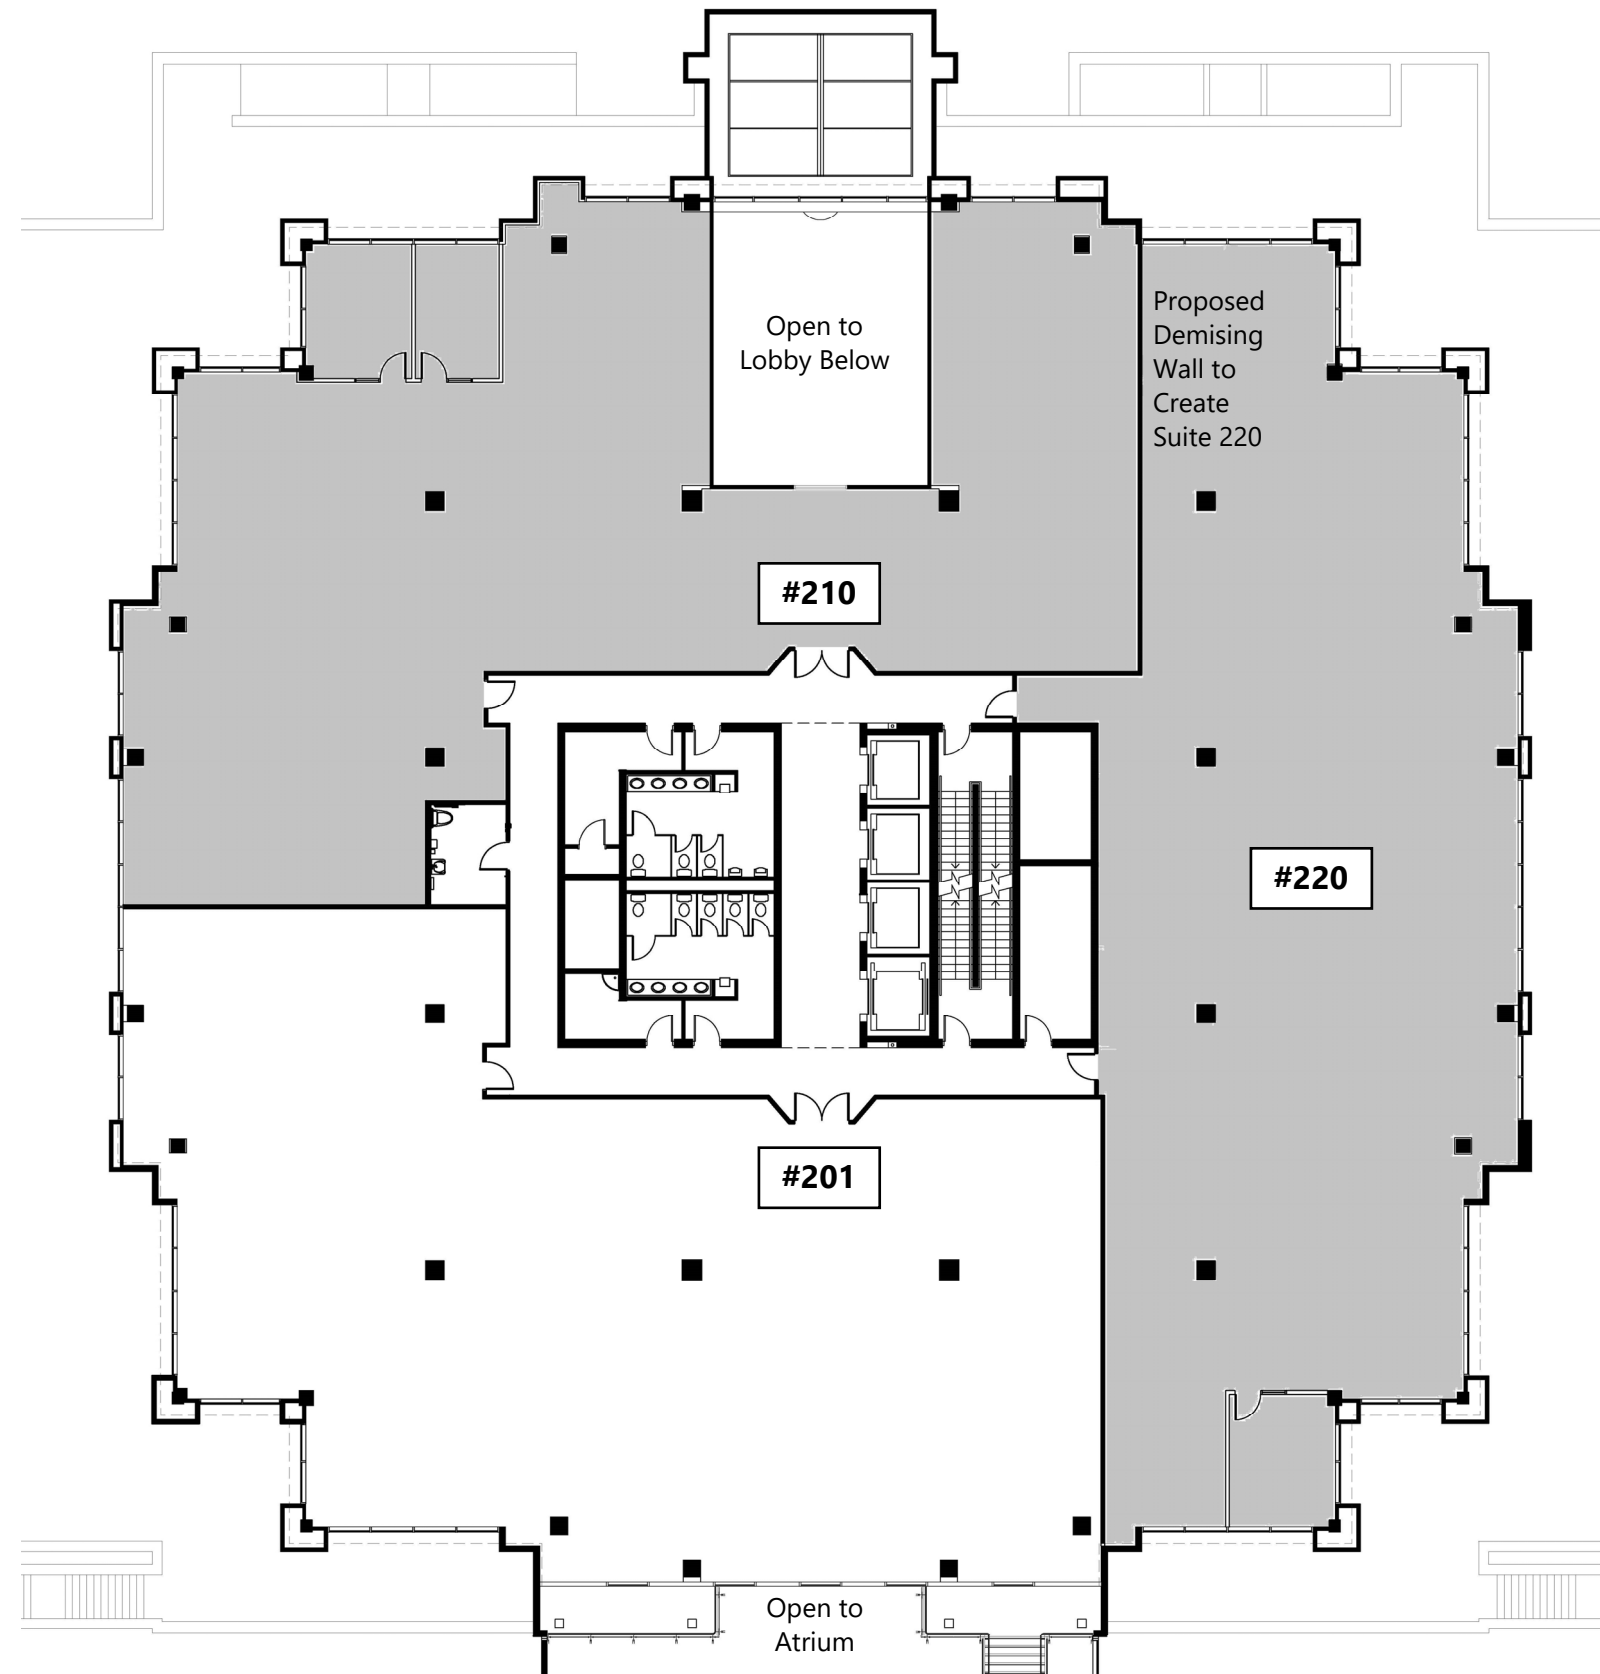 Open to
Lobby Below
Proposed
Demising
Wall to
Create
Suite 220
#210
#220
#201
Open to
Atrium